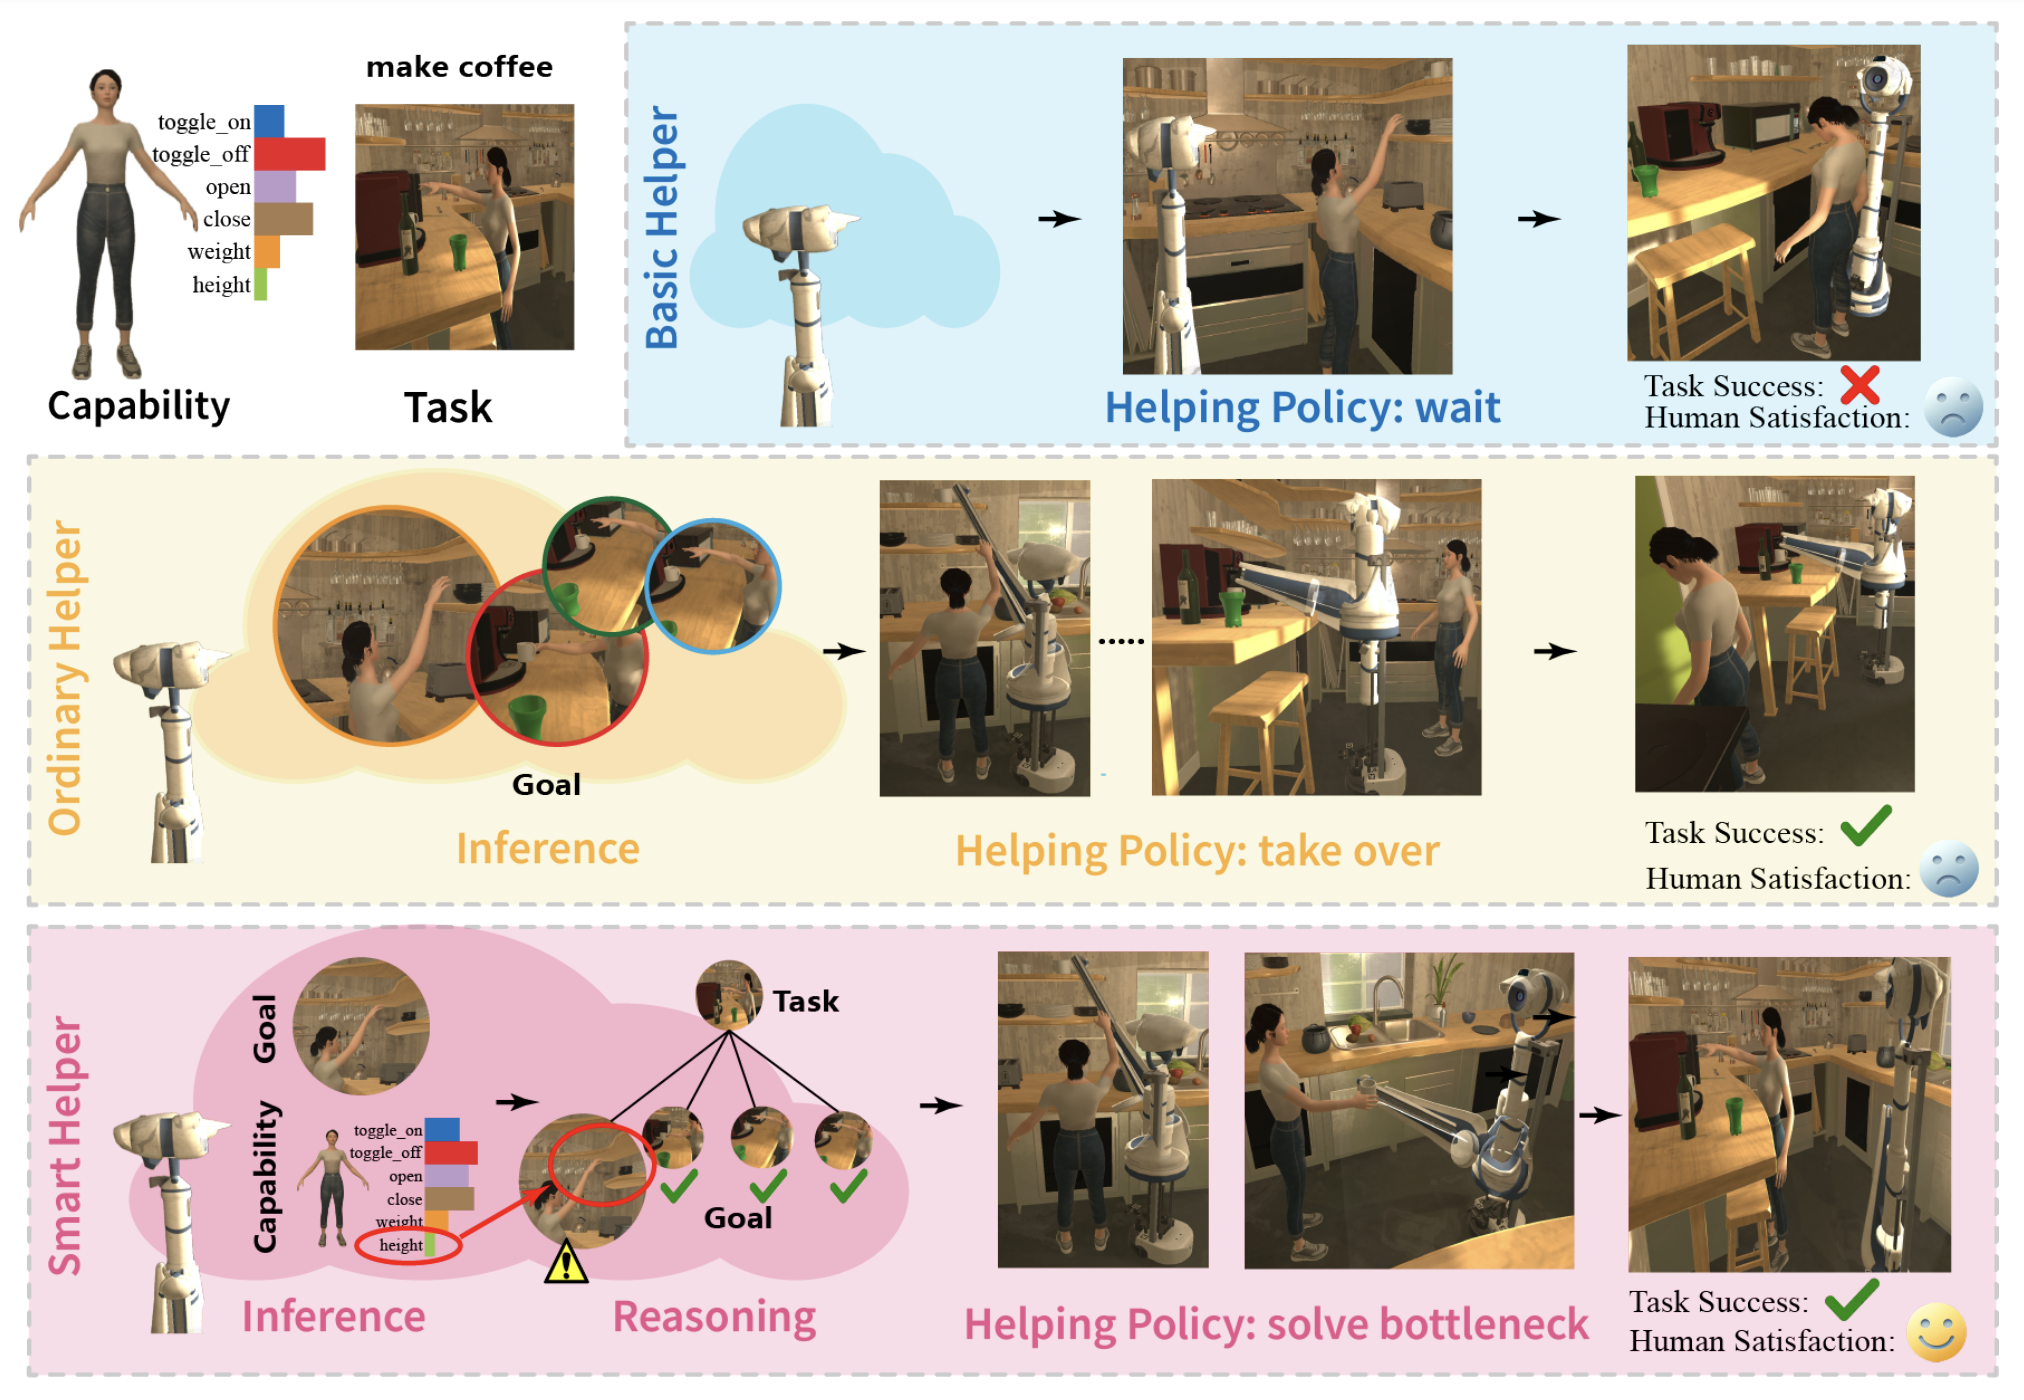 make coffee
toggle_on
toggle_off
open
close
weight
height
Capability
Task
Basic Helper
Helping Policy: wait
Task Success:
Human Satisfaction:
Ordinary Helper
Goal
Inference
Helping Policy: take over
Task Success:
Human Satisfaction:
Smart Helper
Goal
Capability
toggle_on
toggle_off
open
close
weight
height
Inference
Task
Goal
Reasoning
Helping Policy: solve bottleneck
Task Success:
Human Satisfaction: